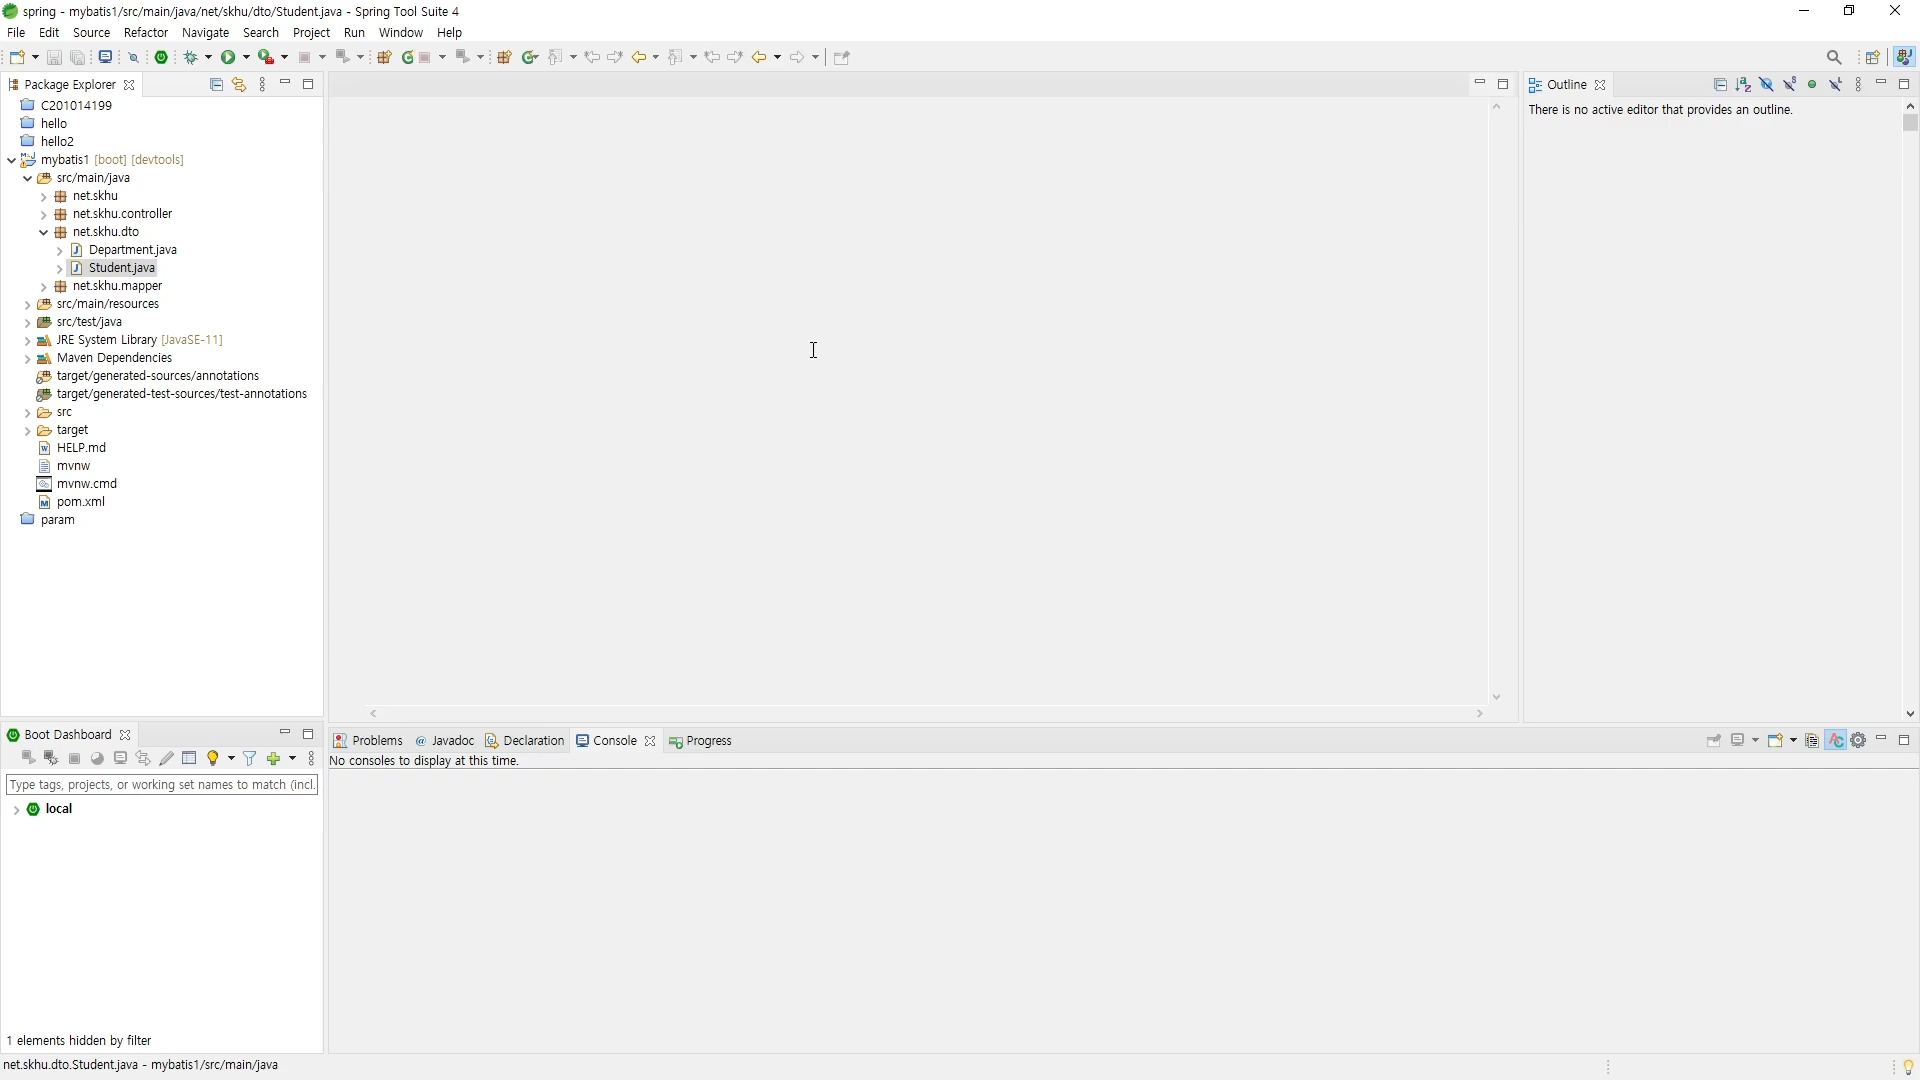 spring - mybatis1/src/main/java/net/skhu/dto/Student.java - Spring Tool Suite 4
File Edit Source Refactor Navigate Search Project Run Window Help
Package Explorer
C201014199
hello
hello2
mybatis1 [boot] [devtools]
src/main/java
net.skhu
net.skhu.controller
net.skhu.dto
Department.java
Student.java
net.skhu.mapper
src/main/resources
src/test/java
JRE System Library [JavaSE-11]
Maven Dependencies
target/generated-sources/annotations
target/generated-test-sources/test-annotations
src
target
HELP.md
mvnw
mvnw.cmd
pom.xml
param
Outline
There is no active editor that provides an outline.
Boot Dashboard
Type tags, projects, or working set names to match (incl.
local
1 elements hidden by filter
Problems Javadoc Declaration Console Progress
No consoles to display at this time.
net.skhu.dto.Student.java - mybatis1/src/main/java